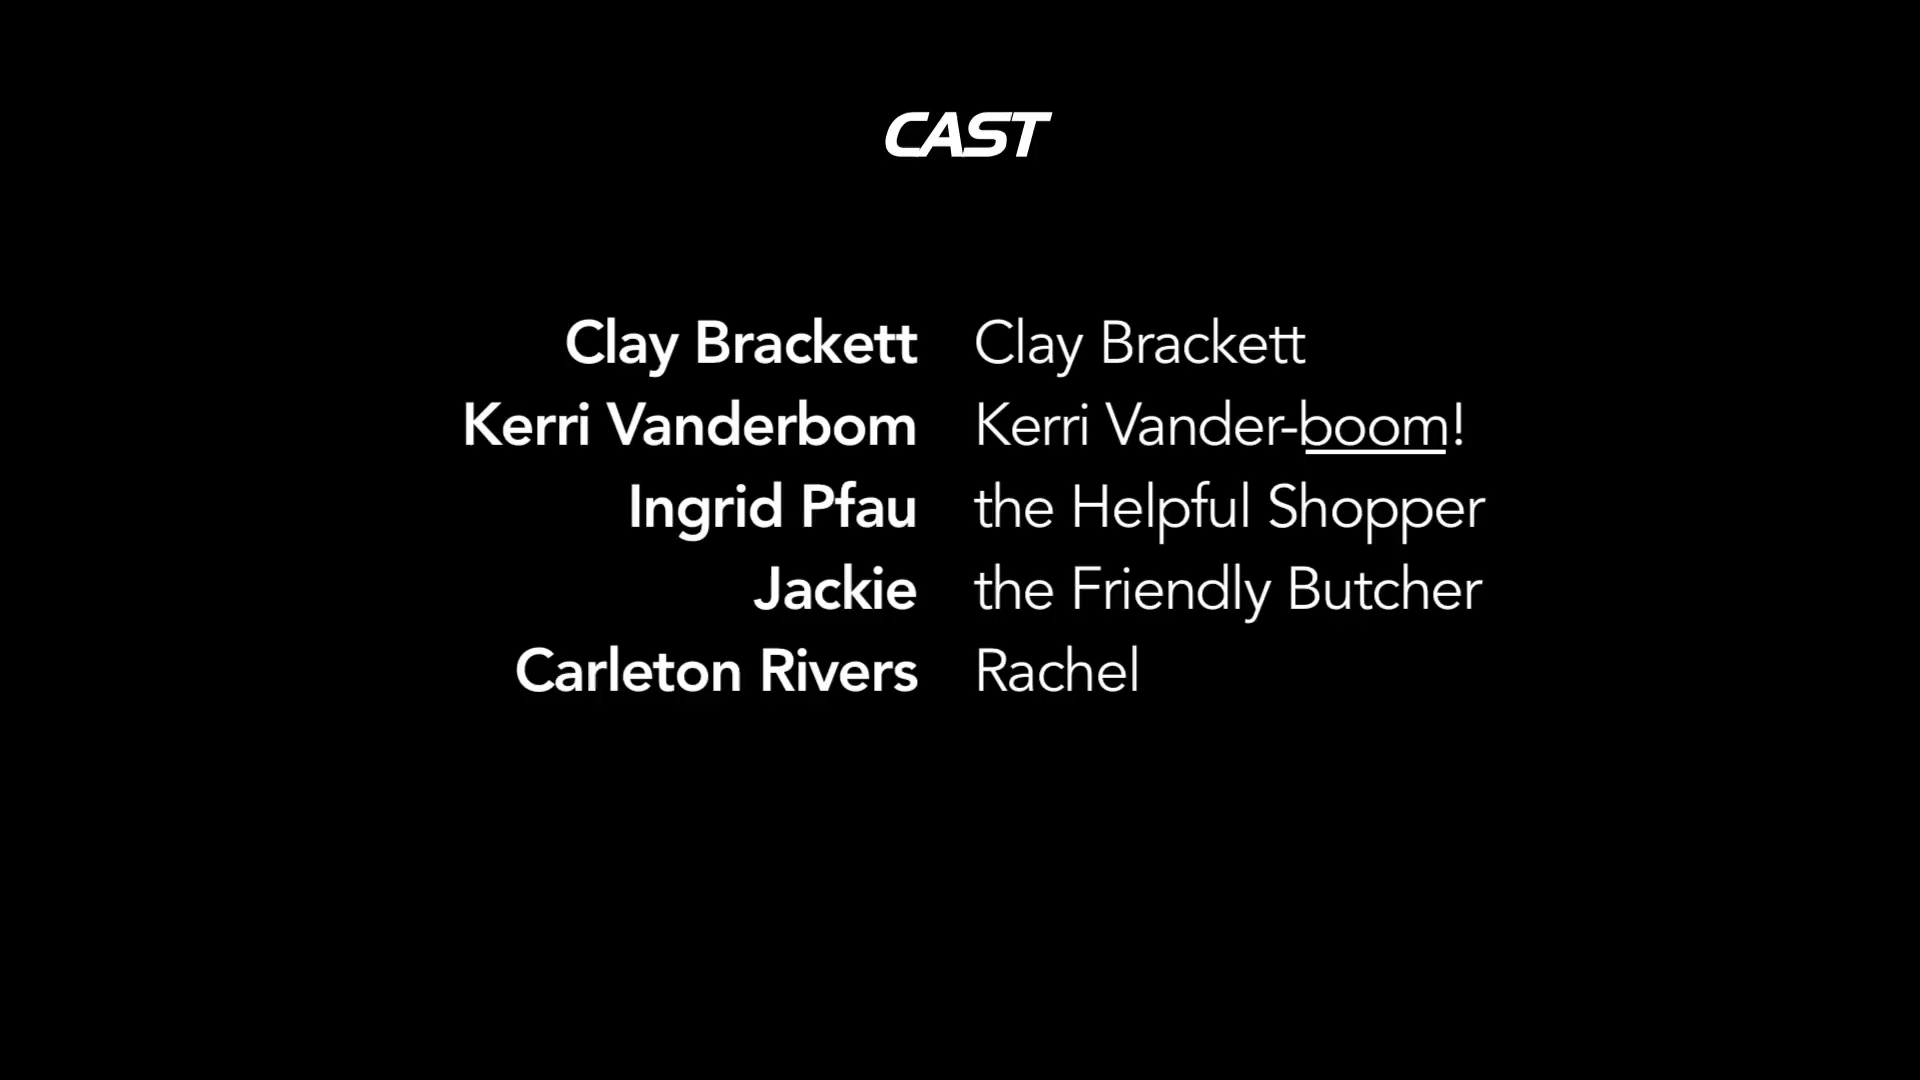 CAST
Clay Brackett Clay Brackett
Kerri Vanderbom Kerri Vander-boom!
Ingrid Pfau the Helpful Shopper
Jackie the Friendly Butcher
Carleton Rivers Rachel